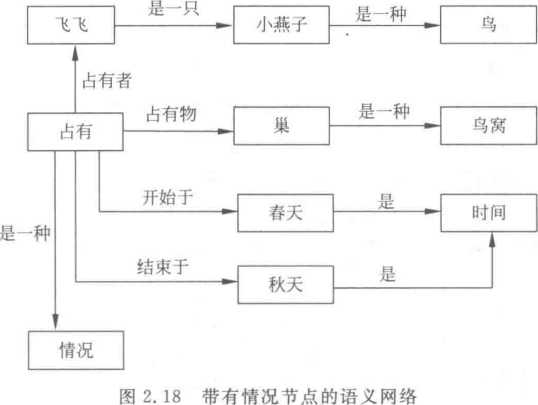 飞飞
是一只
小燕子
是一种
鸟
占有者
占有
占有物
巢
是一种
鸟窝
开始于
春天
是
时间
是一种
结束于
秋天
是
情况
图 2.18 带有情况节点的语义网络